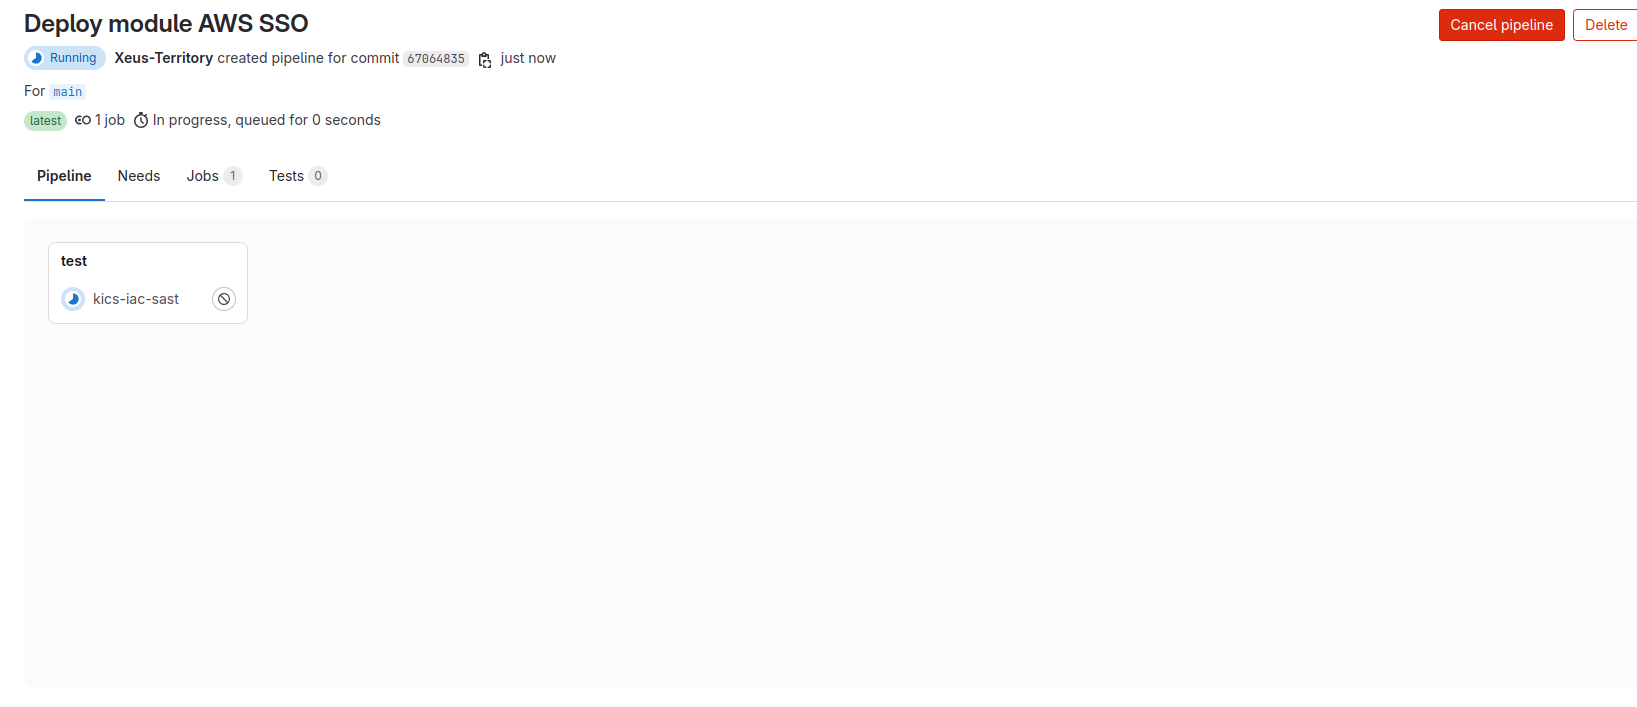 Deploy module AWS SSO
Cancel pipeline
Delete
Running Xeus-Territory created pipeline for commit 67064835 just now
For main
latest 1 job In progress, queued for 0 seconds
Pipeline Needs Jobs 1 Tests 0
test
kics-iac-sast